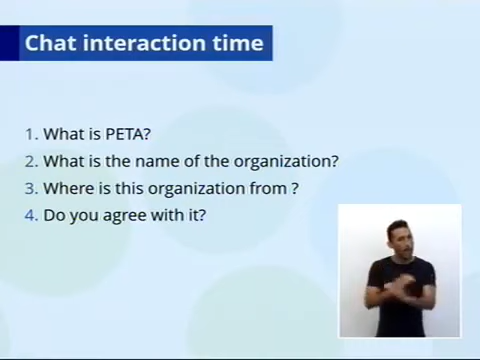 Chat interaction time
1. What is PETA?
2. What is the name of the organization?
3. Where is this organization from ?
4. Do you agree with it?